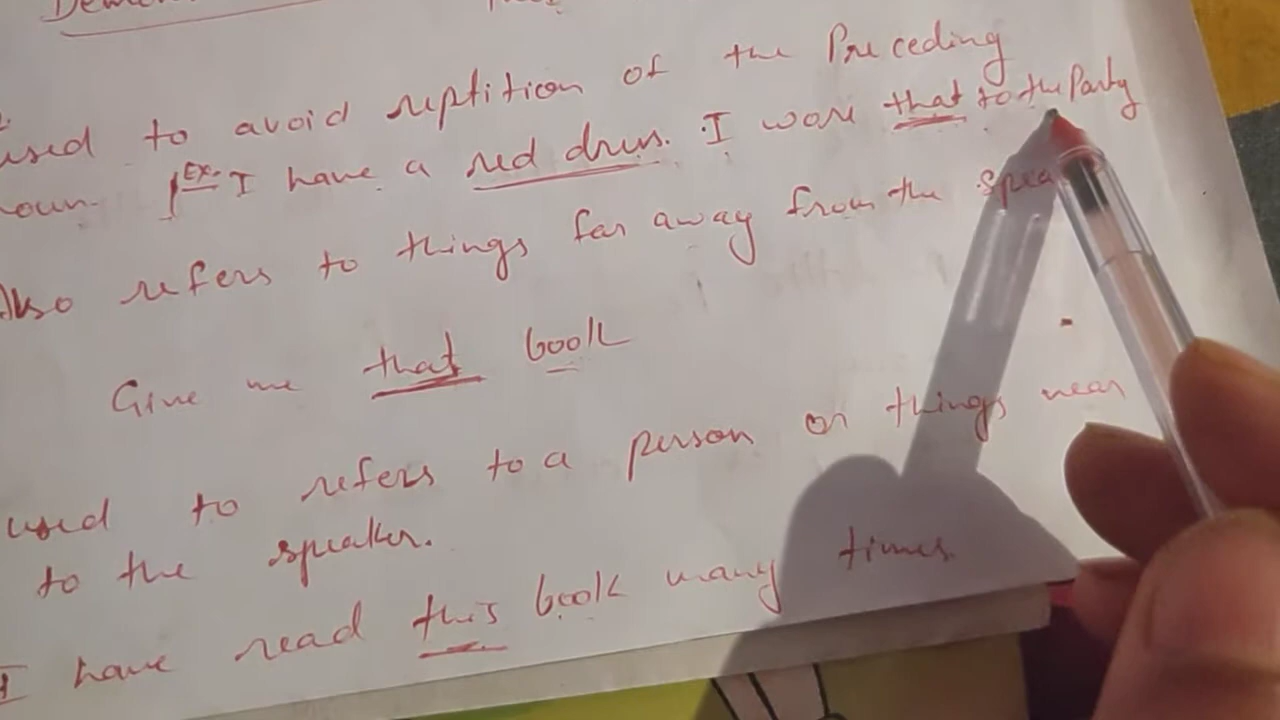 used to avoid reptition of the Preceding
noun. Ex. I have a red dress. I wore that to the Party
Also refers to things far away from the
Give me that book
used to refers to a person or things near
to the speaker.
I have read this book many times.